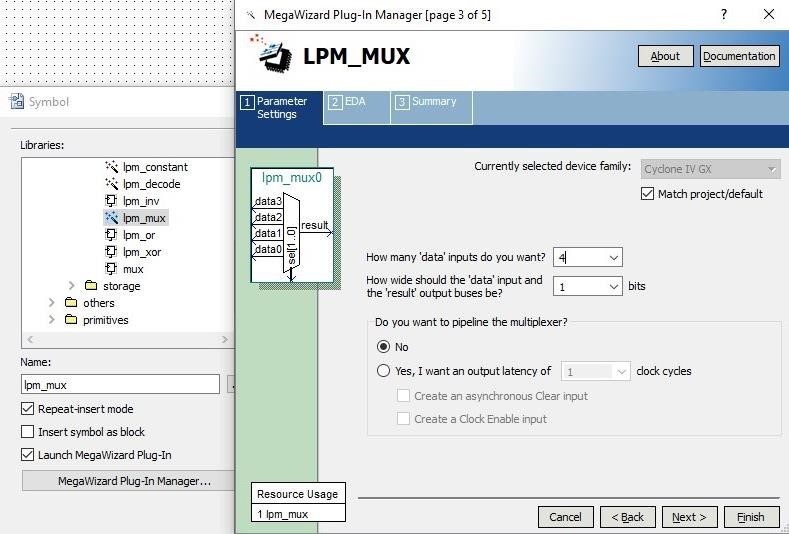 MegaWizard Plug-In Manager [page 3 of 5]
?
LPM_MUX
About
Documentation
1 Parameter Settings
2 EDA
3 Summary
Symbol
Libraries:
lpm_constant
lpm_decode
lpm_inv
lpm_mux
lpm_or
lpm_xor
mux
storage
others
primitives
Name:
lpm_mux
Repeat-insert mode
Insert symbol as block
Launch MegaWizard Plug-In
MegaWizard Plug-In Manager...
lpm_mux0
data3
data2
data1
data0
sel[1..0]
result
Currently selected device family:
Cyclone IV GX
Match project/default
How many 'data' inputs do you want?
4
How wide should the 'data' input and
the 'result' output buses be?
1
bits
Do you want to pipeline the multiplexer?
No
Yes, I want an output latency of
1
clock cycles
Create an asynchronous Clear input
Create a Clock Enable input
Resource Usage
1 lpm_mux
Cancel
< Back
Next >
Finish